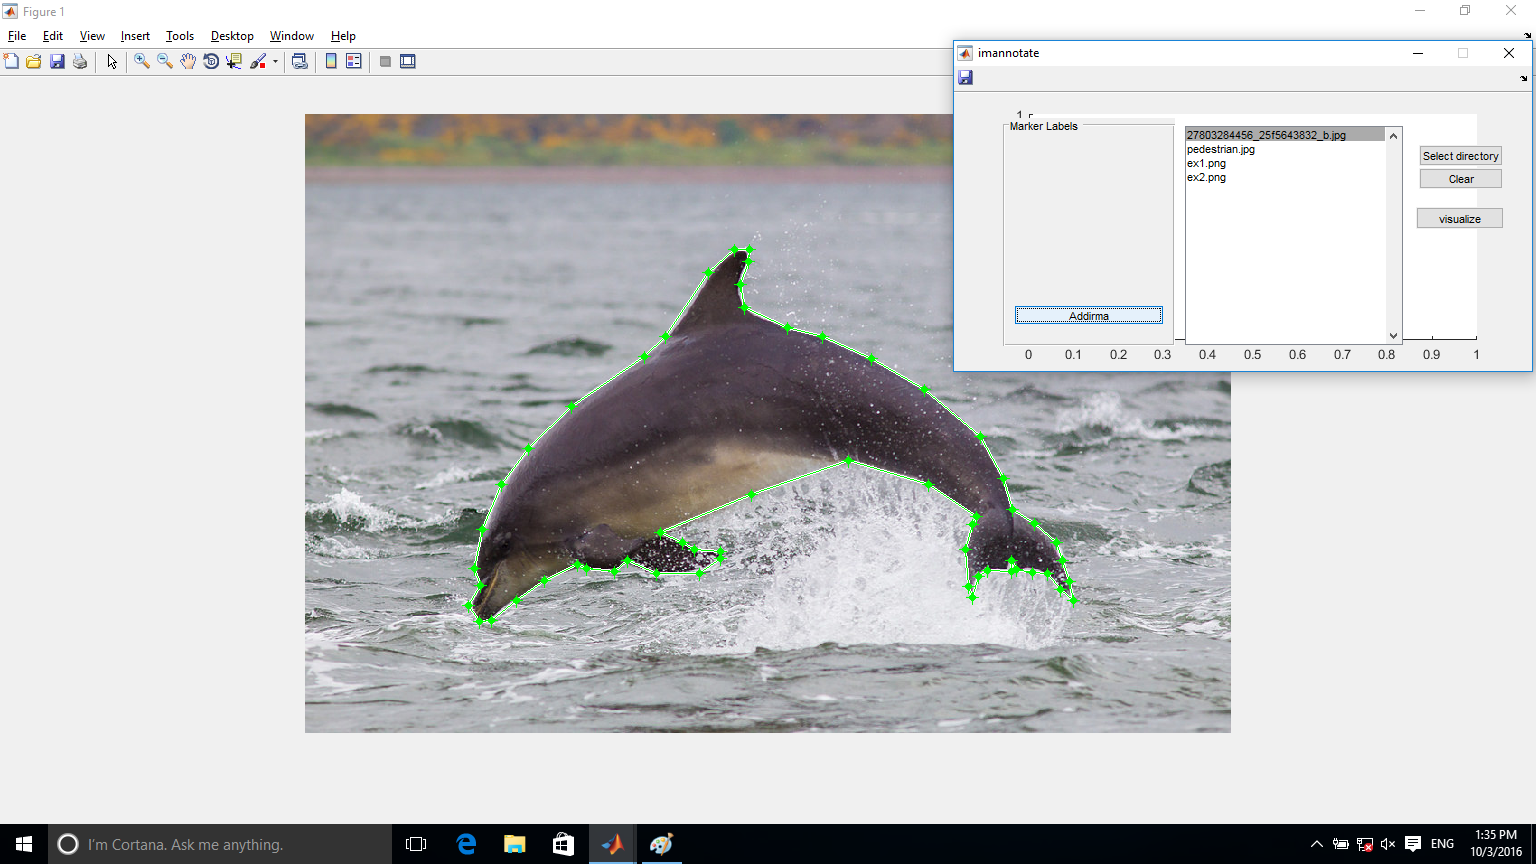 Figure 1
File Edit View Insert Tools Desktop Window Help
imannotate
1
Marker Labels
27803284456_25f5643832_b.jpg
pedestrian.jpg
ex1.png
ex2.png
Select directory
Clear
visualize
Addirma
0 0.1 0.2 0.3 0.4 0.5 0.6 0.7 0.8 0.9 1
I'm Cortana. Ask me anything.
ENG
1:35 PM
10/3/2016